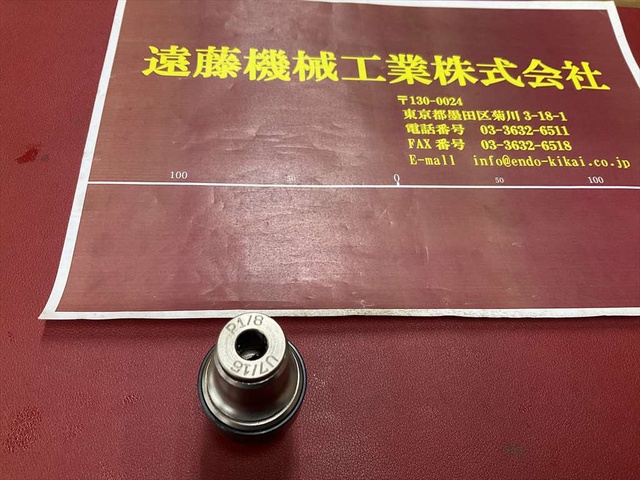 遠藤機械工業株式会社
〒130-0024
東京都墨田区菊川 3-18-1
電話番号 03-3632-6511
FAX 番号 03-3632-6518
E-mail info@endo-kikai.co.jp
100 50 0 50 100
P1/8
U7/16